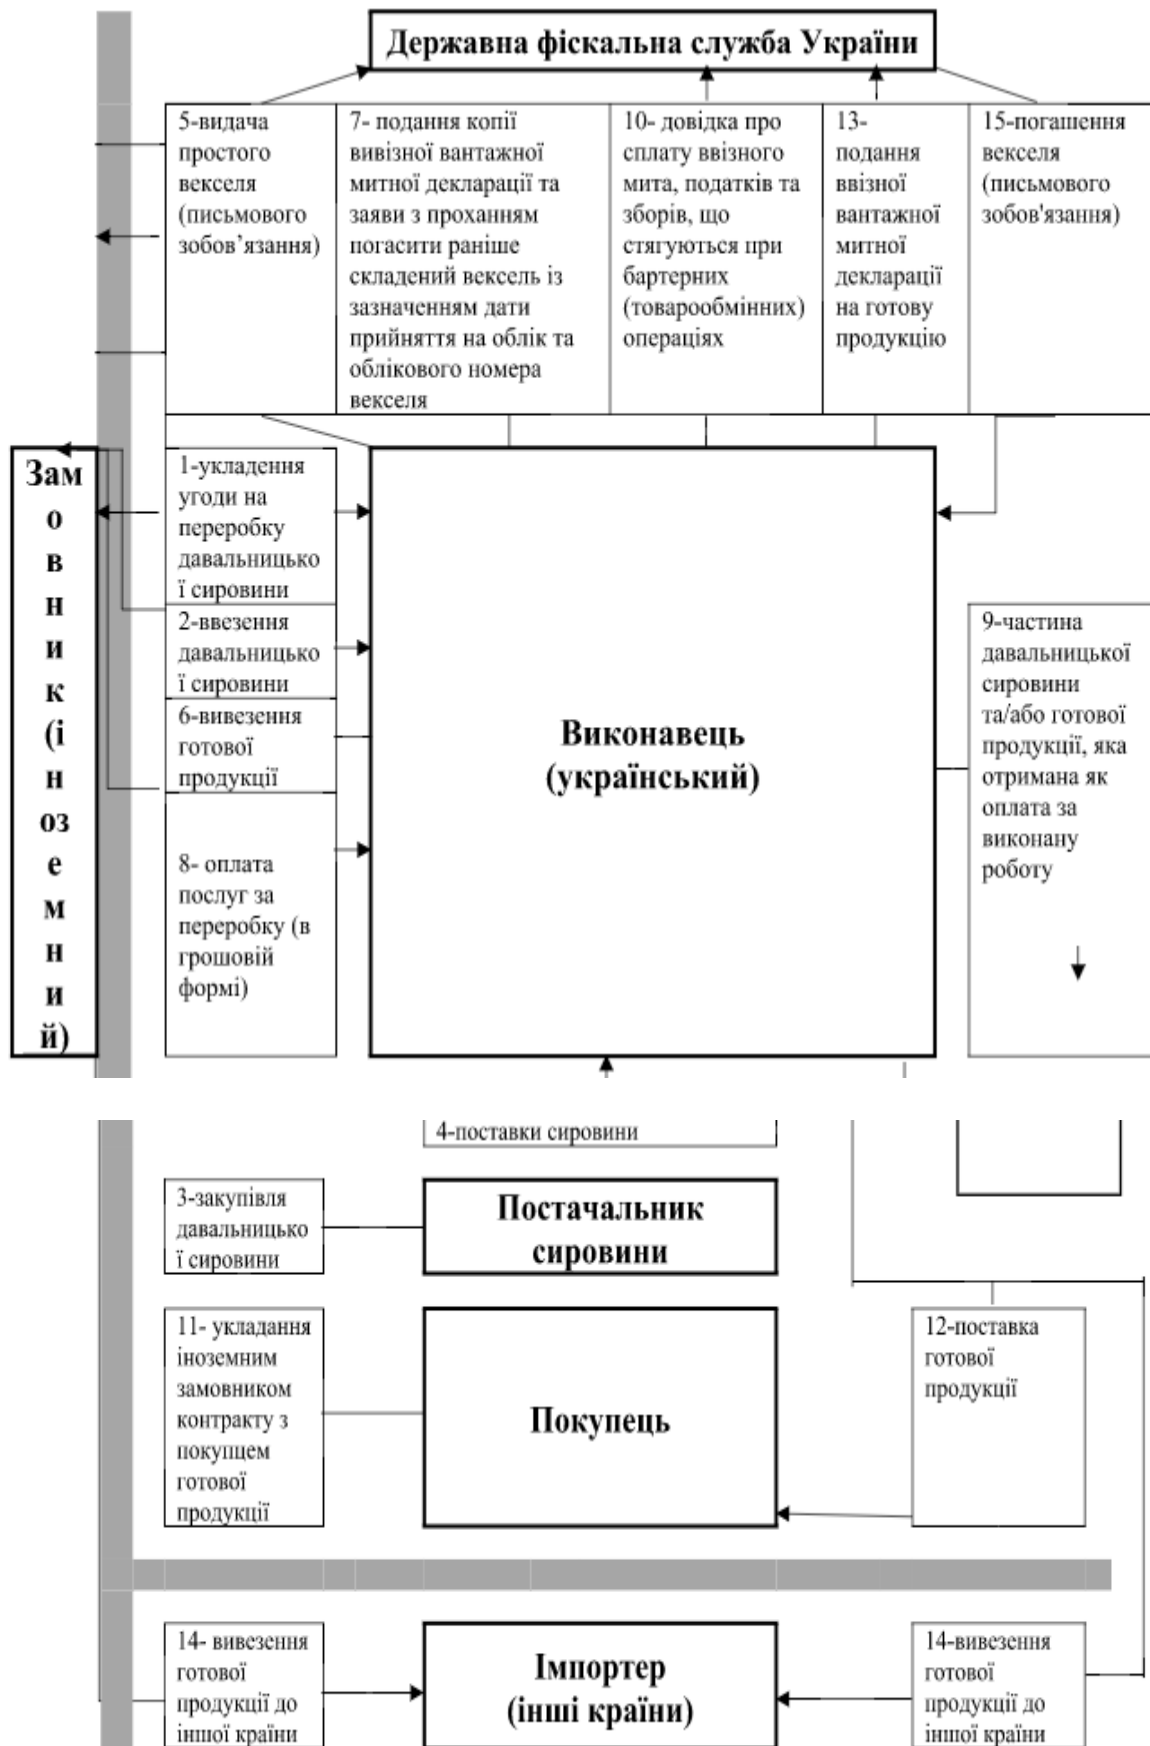 Державна фіскальна служба України
5-видача
простого
векселя
(письмового
зобов’язання)
7- подання копії
вивізної вантажної
митної декларації та
заяви з проханням
погасити раніше
складений вексель із
зазначенням дати
прийняття на облік та
облікового номера
векселя
10- довідка про
сплату ввізного
мита, податків та
зборів, що
стягуються при
бартерних
(товарообмінних)
операціях
13-
подання
ввізної
вантажної
митної
декларації
на готову
продукцію
15-погашення
векселя
(письмового
зобов'язання)
Зам
о
в
н
и
к
(і
н
оз
е
м
н
и
й)
1-укладення
угоди на
переробку
давальницько
ї сировини
2-ввезення
давальницько
ї сировини
6-вивезення
готової
продукції
8- оплата
послуг за
переробку (в
грошовій
формі)
Виконавець
(український)
9-частина
давальницької
сировини
та/або готової
продукції, яка
отримана як
оплата за
виконану
роботу
4-поставки сировини
3-закупівля
давальницько
ї сировини
Постачальник
сировини
11- укладання
іноземним
замовником
контракту з
покупцем
готової
продукції
Покупець
12-поставка
готової
продукції
14- вивезення
готової
продукції до
іншої країни
Імпортер
(інші країни)
14-вивезення
готової
продукції до
іншої країни